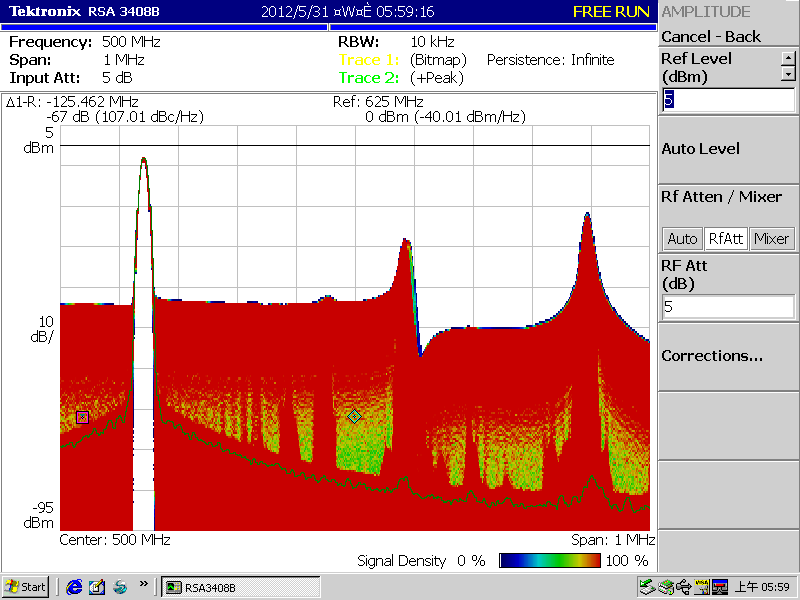 Tektronix RSA 3408B 2012/5/31 ¤W¤È 05:59:16 FREE RUN
Frequency: 500 MHz
Span: 1 MHz
Input Att: 5 dB
RBW: 10 kHz
Trace 1: (Bitmap) Persistence: Infinite
Trace 2: (+Peak)
Δ1-R: -125.462 MHz
-67 dB (107.01 dBc/Hz)
Ref: 625 MHz
0 dBm (-40.01 dBm/Hz)
5
dBm
10
dB/
-95
dBm
Center: 500 MHz
Span: 1 MHz
Signal Density 0 % 100 %
AMPLITUDE
Cancel - Back
Ref Level
(dBm)
5
Auto Level
Rf Atten / Mixer
Auto RfAtt Mixer
RF Att
(dB)
5
Corrections...
Start » RSA3408B 上午 05:59